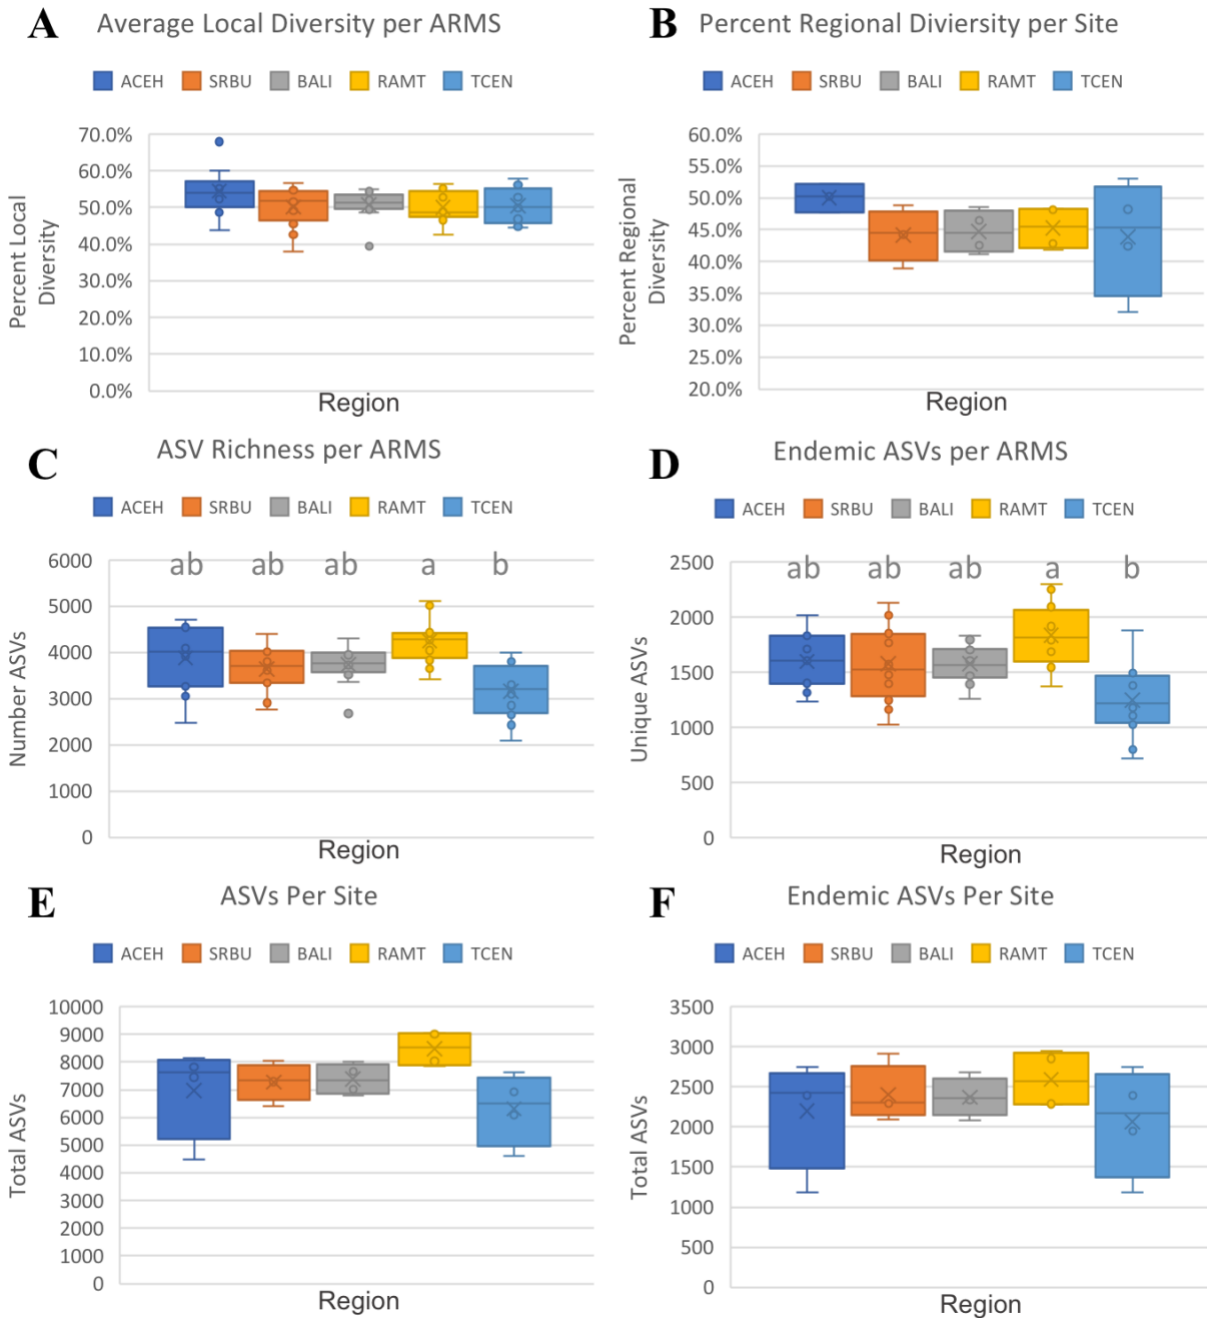 A Average Local Diversity per ARMS
ACEH SRBU BALI RAMT TCEN
Percent Local
Diversity
70.0%
60.0%
50.0%
40.0%
30.0%
20.0%
10.0%
0.0%
Region
B Percent Regional Diviersity per Site
ACEH SRBU BALI RAMT TCEN
Percent Regional
Diversity
60.0%
55.0%
50.0%
45.0%
40.0%
35.0%
30.0%
25.0%
20.0%
Region
C ASV Richness per ARMS
ACEH SRBU BALI RAMT TCEN
Number ASVs
6000
5000
4000
3000
2000
1000
0
ab ab ab a b
Region
D Endemic ASVs per ARMS
ACEH SRBU BALI RAMT TCEN
Unique ASVs
2500
2000
1500
1000
500
0
ab ab ab a b
Region
E ASVs Per Site
ACEH SRBU BALI RAMT TCEN
Total ASVs
10000
9000
8000
7000
6000
5000
4000
3000
2000
1000
0
Region
F Endemic ASVs Per Site
ACEH SRBU BALI RAMT TCEN
Total ASVs
3500
3000
2500
2000
1500
1000
500
0
Region